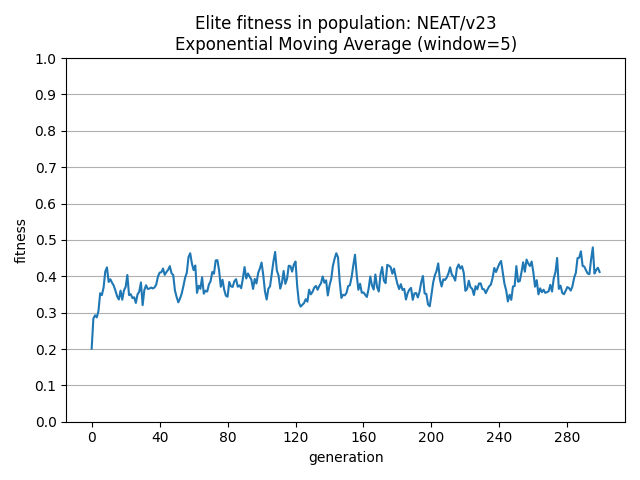 Elite fitness in population: NEAT/v23
Exponential Moving Average (window=5)
1.0
0.9
0.8
0.7
0.6
0.5
0.4
0.3
0.2
0.1
0.0
fitness
0 40 80 120 160 200 240 280
generation